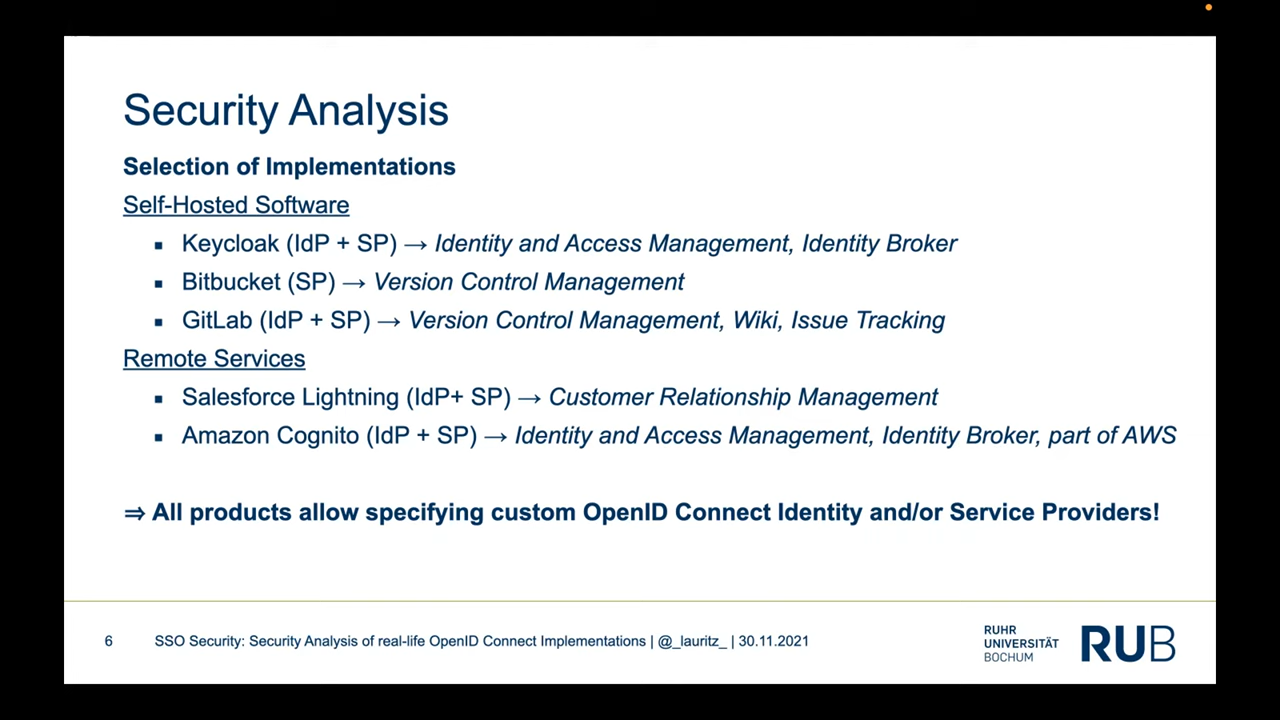 Security Analysis
Selection of Implementations
Self-Hosted Software
▪ Keycloak (IdP + SP) → Identity and Access Management, Identity Broker
▪ Bitbucket (SP) → Version Control Management
▪ GitLab (IdP + SP) → Version Control Management, Wiki, Issue Tracking
Remote Services
▪ Salesforce Lightning (IdP+ SP) → Customer Relationship Management
▪ Amazon Cognito (IdP + SP) → Identity and Access Management, Identity Broker, part of AWS
⇒ All products allow specifying custom OpenID Connect Identity and/or Service Providers!
6 SSO Security: Security Analysis of real-life OpenID Connect Implementations | @_lauritz_ | 30.11.2021
RUHR
UNIVERSITÄT
BOCHUM
RUB